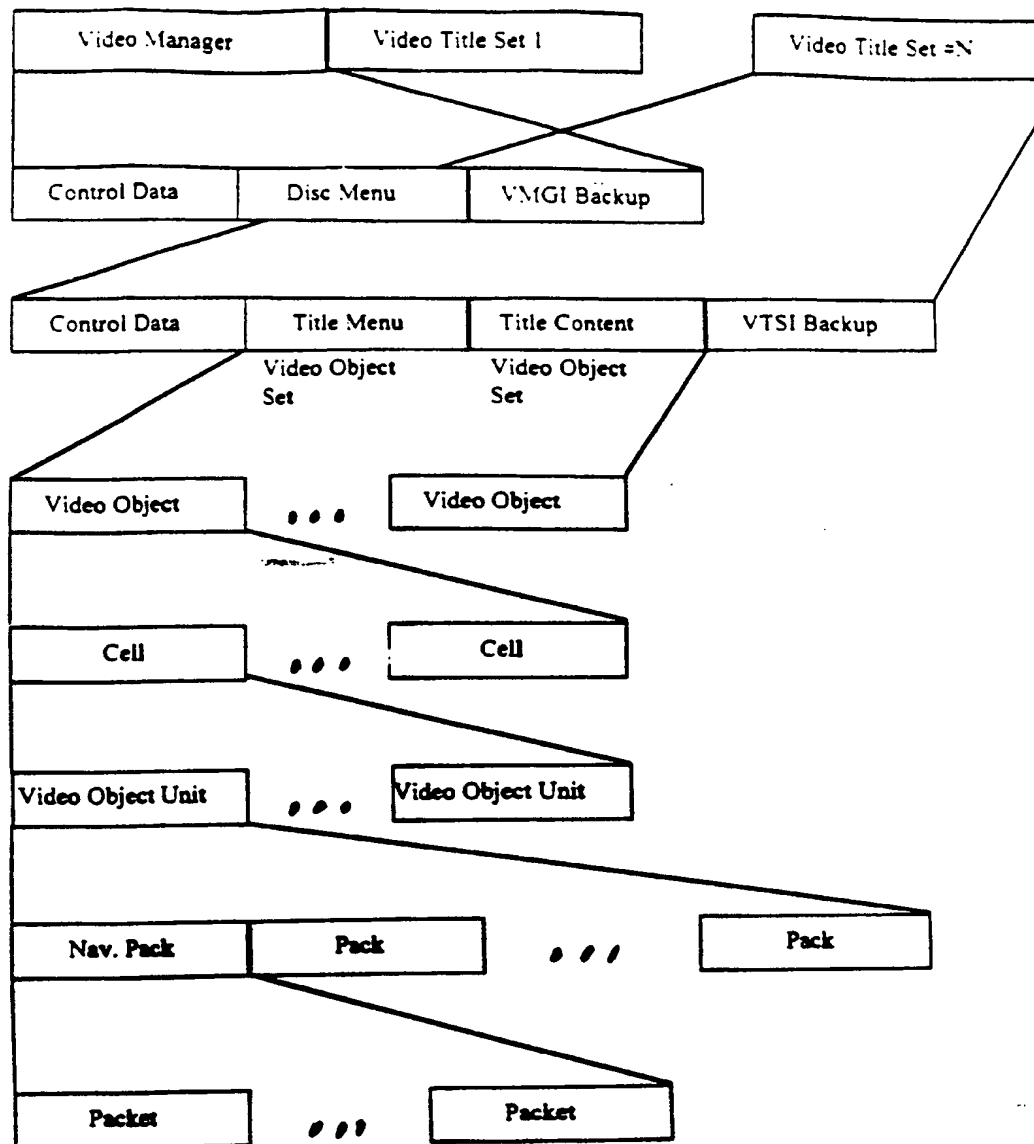 Video Manager
Video Title Set 1
Video Title Set =N
Control Data
Disc Menu
VMGI Backup
Control Data
Title Menu
Title Content
VTSI Backup
Video Object
Set
Video Object
Set
Video Object
Video Object
Cell
Cell
Video Object Unit
Video Object Unit
Nav. Pack
Pack
Pack
Packet
Packet